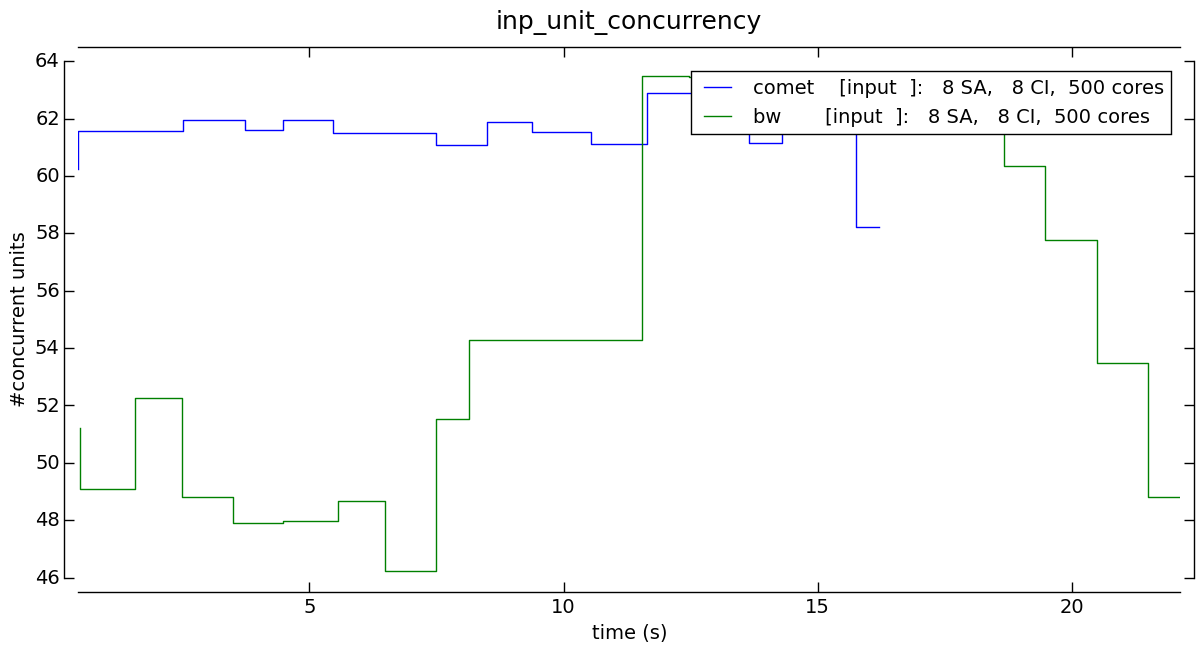 inp_unit_concurrency
64
62
60
58
56
54
52
50
48
46
#concurrent units
comet    [input  ]:   8 SA,   8 CI,  500 cores
bw       [input  ]:   8 SA,   8 CI,  500 cores
5
10
15
20
time (s)